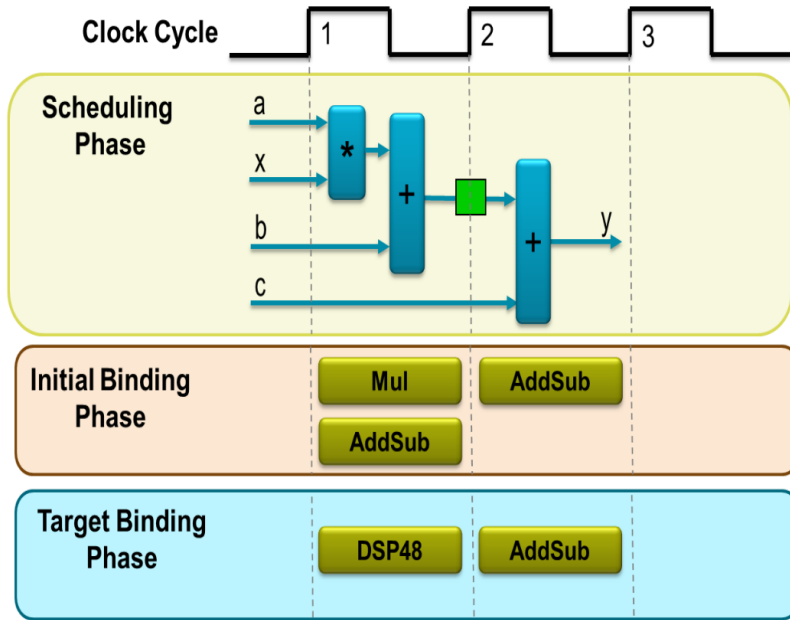 Clock Cycle
1
2
3
Scheduling
Phase
a
x
b
c
*
+
+
y
Initial Binding
Phase
Mul
AddSub
AddSub
Target Binding
Phase
DSP48
AddSub